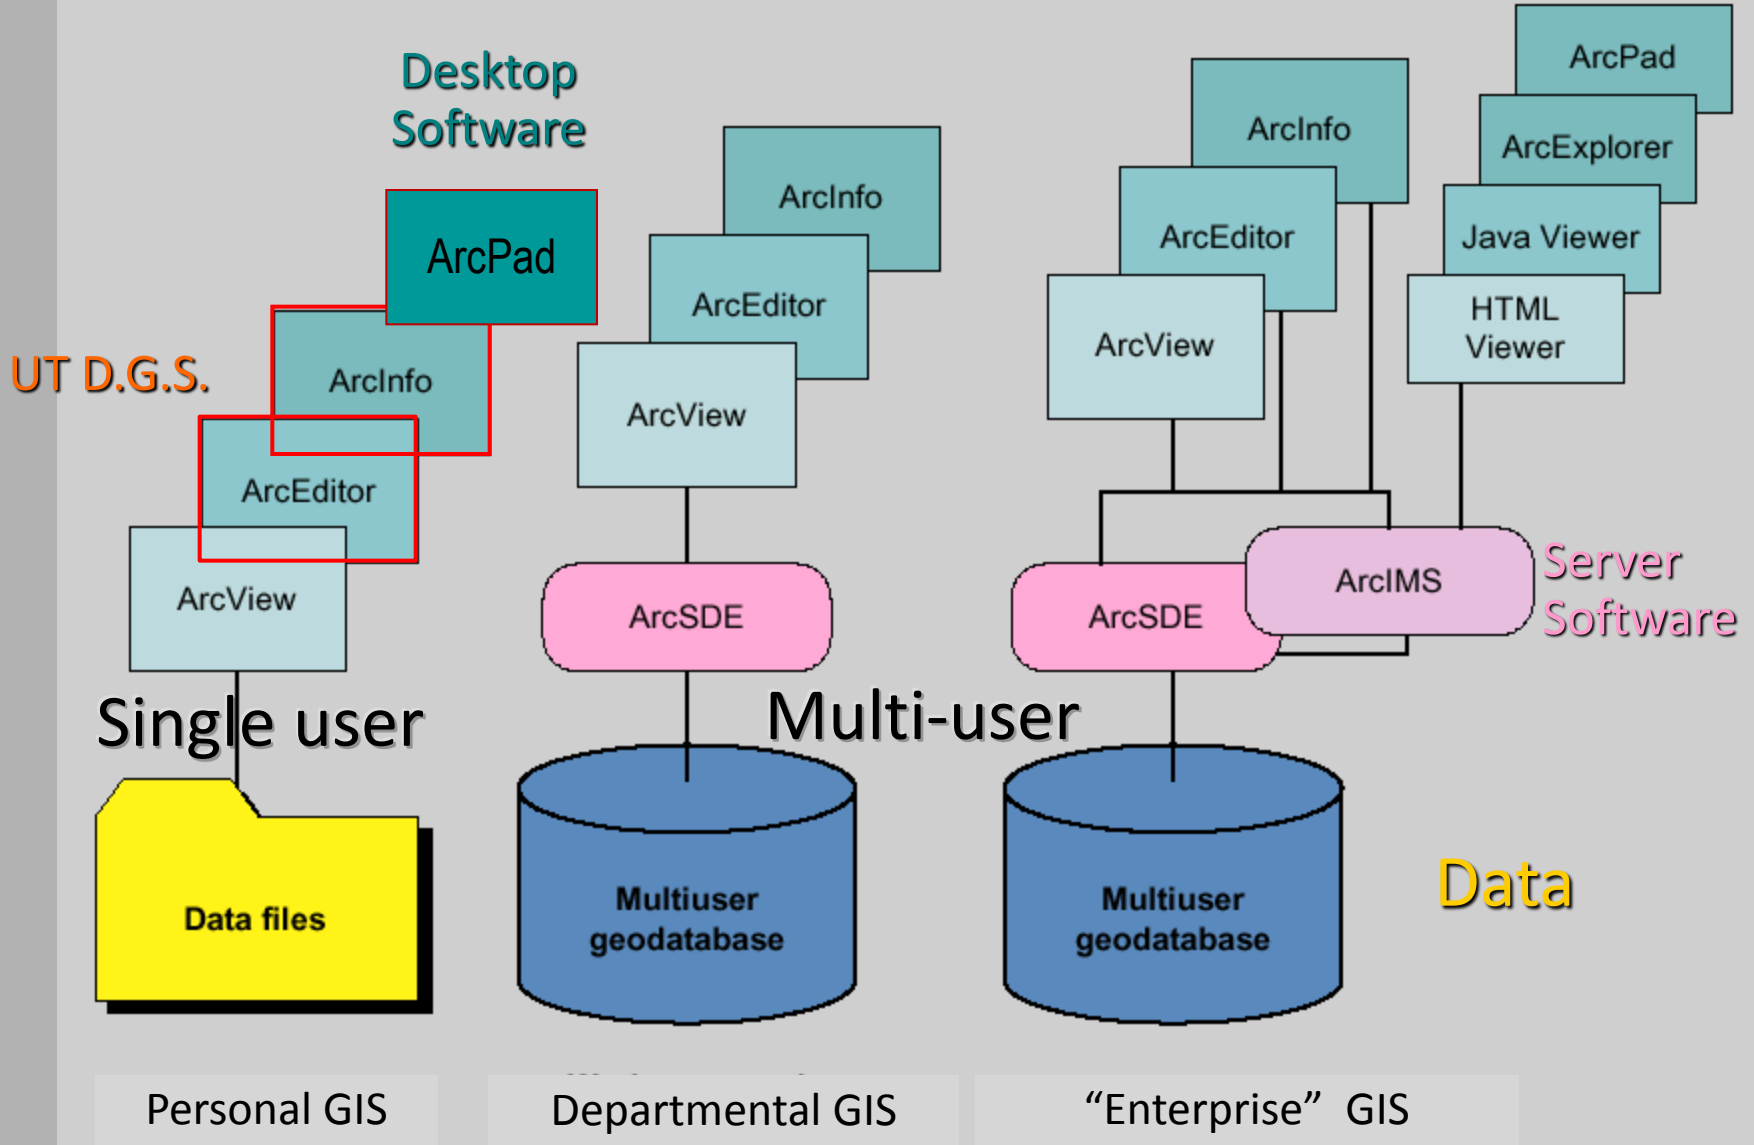 Desktop
Software
ArcPad
ArcInfo
UT D.G.S.
ArcEditor
ArcView
Single user
Data files
Personal GIS
ArcInfo
ArcEditor
ArcView
ArcSDE
Multi-user
Multiuser
geodatabase
Departmental GIS
ArcInfo
ArcEditor
ArcView
ArcPad
ArcExplorer
Java Viewer
HTML
Viewer
ArcIMS
ArcSDE
Server
Software
Multiuser
geodatabase
Data
“Enterprise” GIS